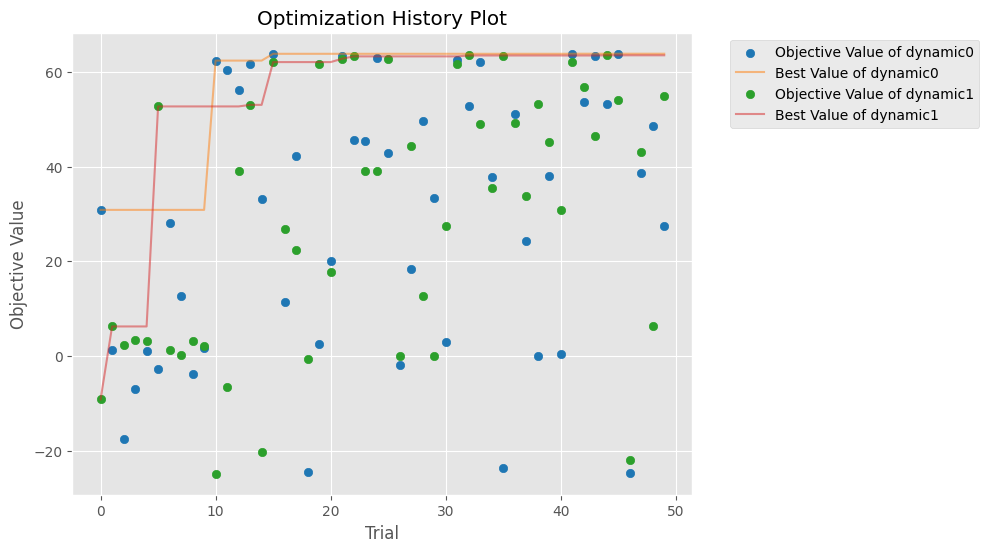 Optimization History Plot
Objective Value of dynamic0
Best Value of dynamic0
Objective Value of dynamic1
Best Value of dynamic1
Objective Value
60
40
20
0
−20
0
10
20
30
40
50
Trial